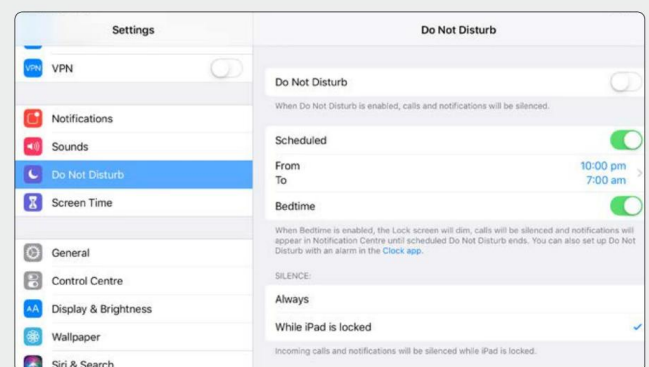 Settings
VPN VPN
Notifications
Sounds
Do Not Disturb
Screen Time
General
Control Centre
AA Display & Brightness
Wallpaper
Siri & Search
Do Not Disturb
Do Not Disturb
When Do Not Disturb is enabled, calls and notifications will be silenced.
Scheduled
From 10:00 pm
To 7:00 am
Bedtime
When Bedtime is enabled, the Lock screen will dim, calls will be silenced and notifications will
appear in Notification Centre until scheduled Do Not Disturb ends. You can also set up Do Not
Disturb with an alarm in the Clock app.
SILENCE:
Always
While iPad is locked
Incoming calls and notifications will be silenced while iPad is locked.